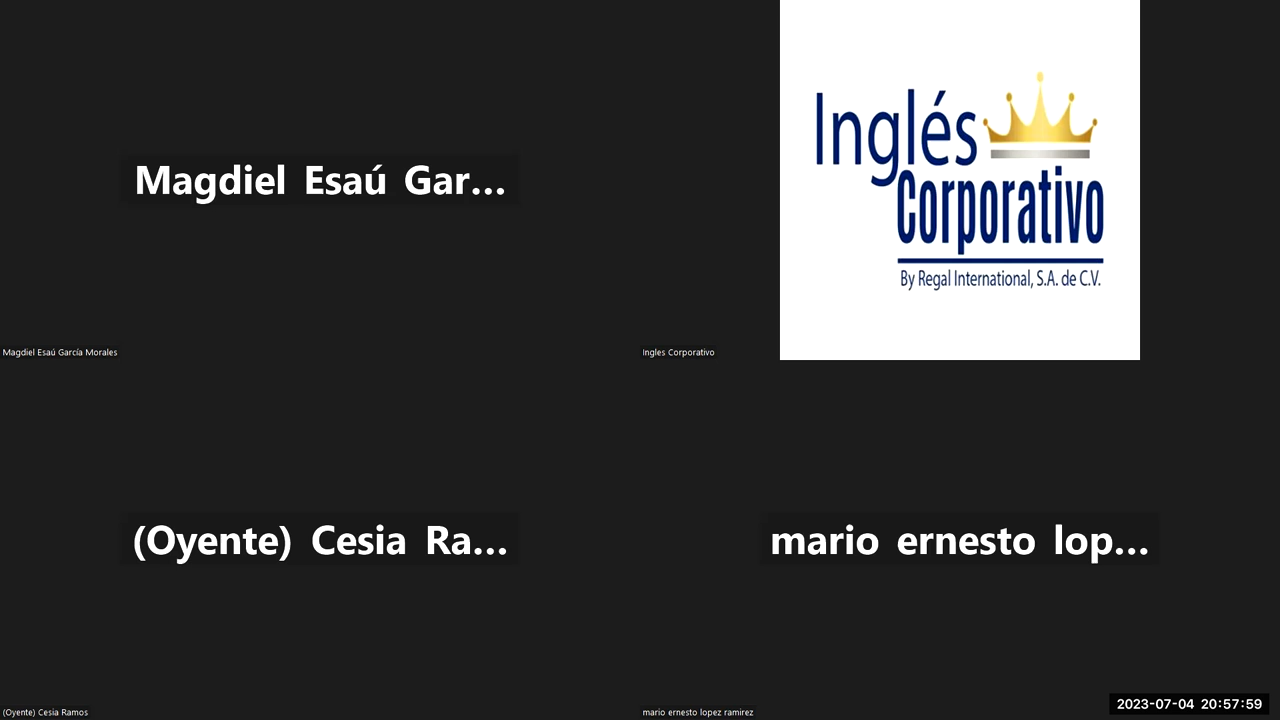 Magdiel Esaú Gar...
Magdiel Esaú García Morales
Inglés
Corporativo
By Regal International, S.A. de C.V.
Ingles Corporativo
(Oyente) Cesia Ra...
(Oyente) Cesia Ramos
mario ernesto lop...
mario ernesto lopez ramirez
2023-07-04 20:57:59